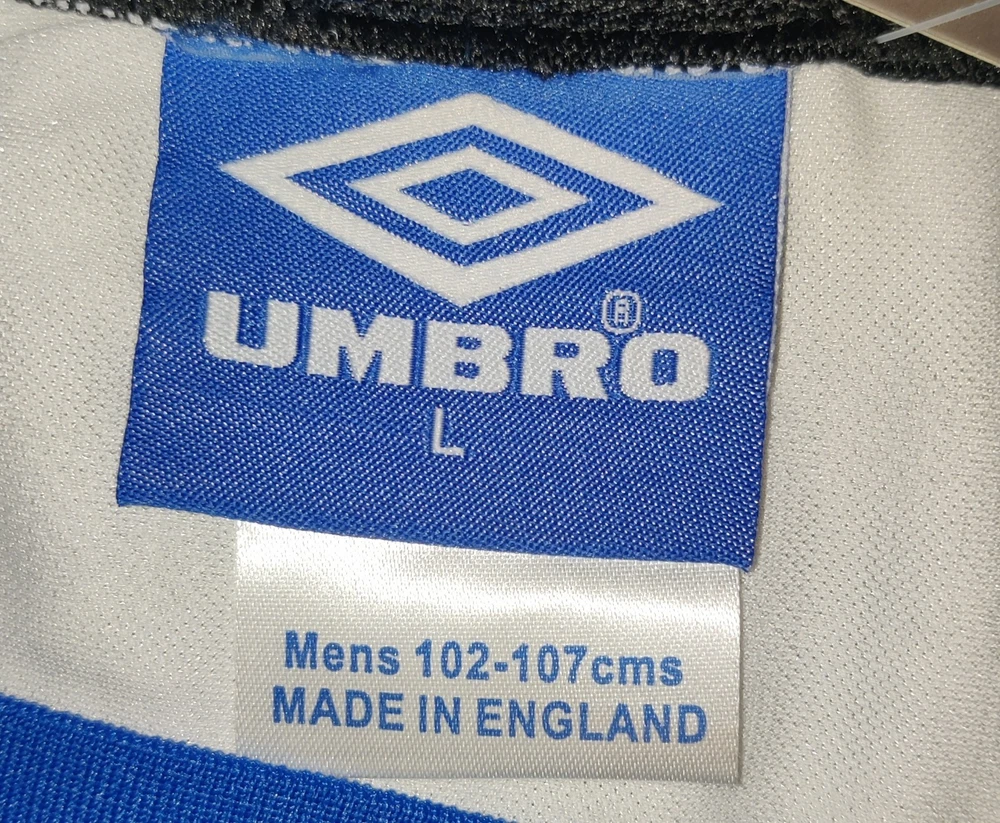 UMBRO®
L
Mens 102-107cms
MADE IN ENGLAND